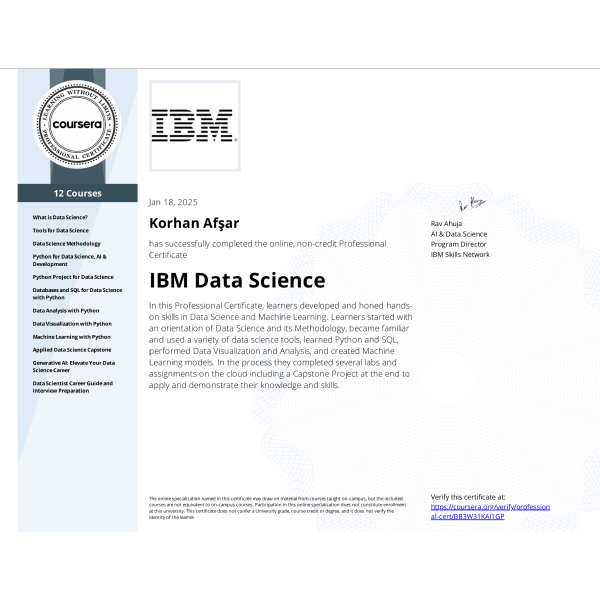 LEARNING WITHOUT LIMITS
coursera
PROFESSIONAL CERTIFICATE
12 Courses
What is Data Science?
Tools for Data Science
Data Science Methodology
Python for Data Science, AI &
Development
Python Project for Data Science
Databases and SQL for Data Science
with Python
Data Analysis with Python
Data Visualization with Python
Machine Learning with Python
Applied Data Science Capstone
Generative AI: Elevate Your Data
Science Career
Data Scientist Career Guide and
Interview Preparation
IBM
Jan 18, 2025
Korhan Afşar
has successfully completed the online, non-credit Professional
Certificate
IBM Data Science
In this Professional Certificate, learners developed and honed hands-
on skills in Data Science and Machine Learning. Learners started with
an orientation of Data Science and its Methodology, became familiar
and used a variety of data science tools, learned Python and SQL,
performed Data Visualization and Analysis, and created Machine
Learning models. In the process they completed several labs and
assignments on the cloud including a Capstone Project at the end to
apply and demonstrate their knowledge and skills.
Rav Ahuja
AI & Data Science
Program Director
IBM Skills Network
The online specialization named in this certificate may draw on material from courses taught on-campus, but the included
courses are not equivalent to on-campus courses. Participation in this online specialization does not constitute enrollment
at this university. This certificate does not confer a University grade, course credit or degree, and it does not verify the
identity of the learner.
Verify this certificate at:
https://coursera.org/verify/profession
al-cert/BB3W31KAI1GP